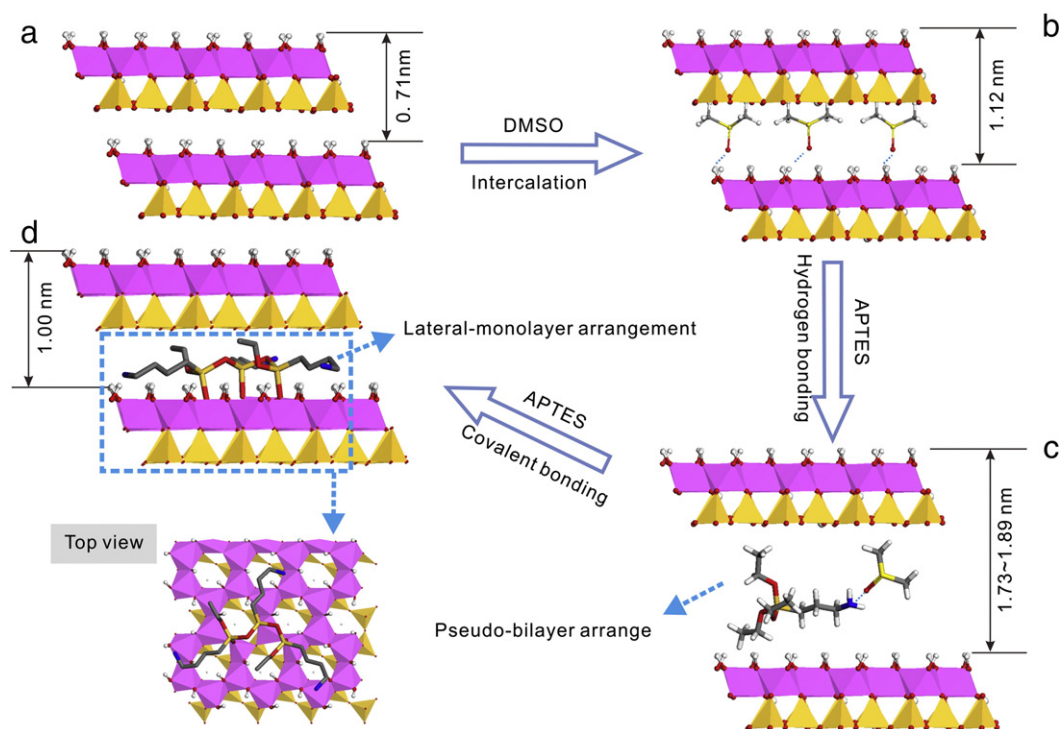 a
0.71nm
DMSO
Intercalation
b
1.12 nm
d
1.00 nm
Lateral-monolayer arrangement
APTES
Hydrogen bonding
APTES
Covalent bonding
c
1.73~1.89 nm
Top view
Pseudo-bilayer arrange